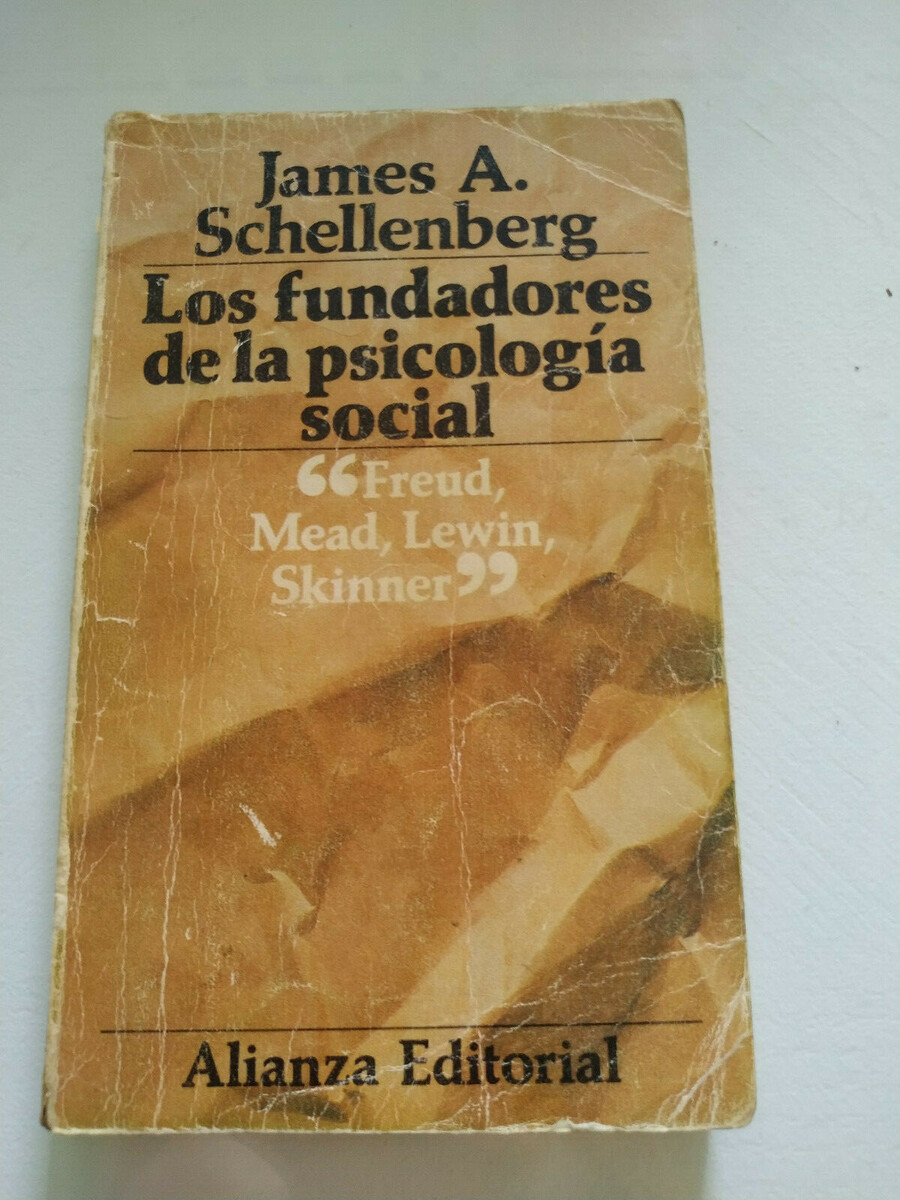 James A.
Schellenberg
Los fundadores
de la psicología
social
“Freud,
Mead, Lewin,
Skinner”
Alianza Editorial